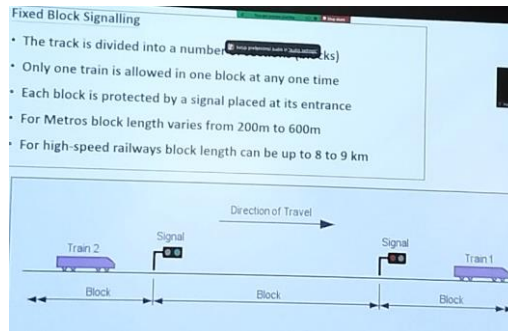 Fixed Block Signalling
• The track is divided into a number cks)
• Only one train is allowed in one block at any one time
• Each block is protected by a signal placed at its entrance
• For Metros block length varies from 200m to 600m
• For high-speed railways block length can be up to 8 to 9 km
Direction of Travel
Signal
Signal
Train 2
Train 1
Block
Block
Block